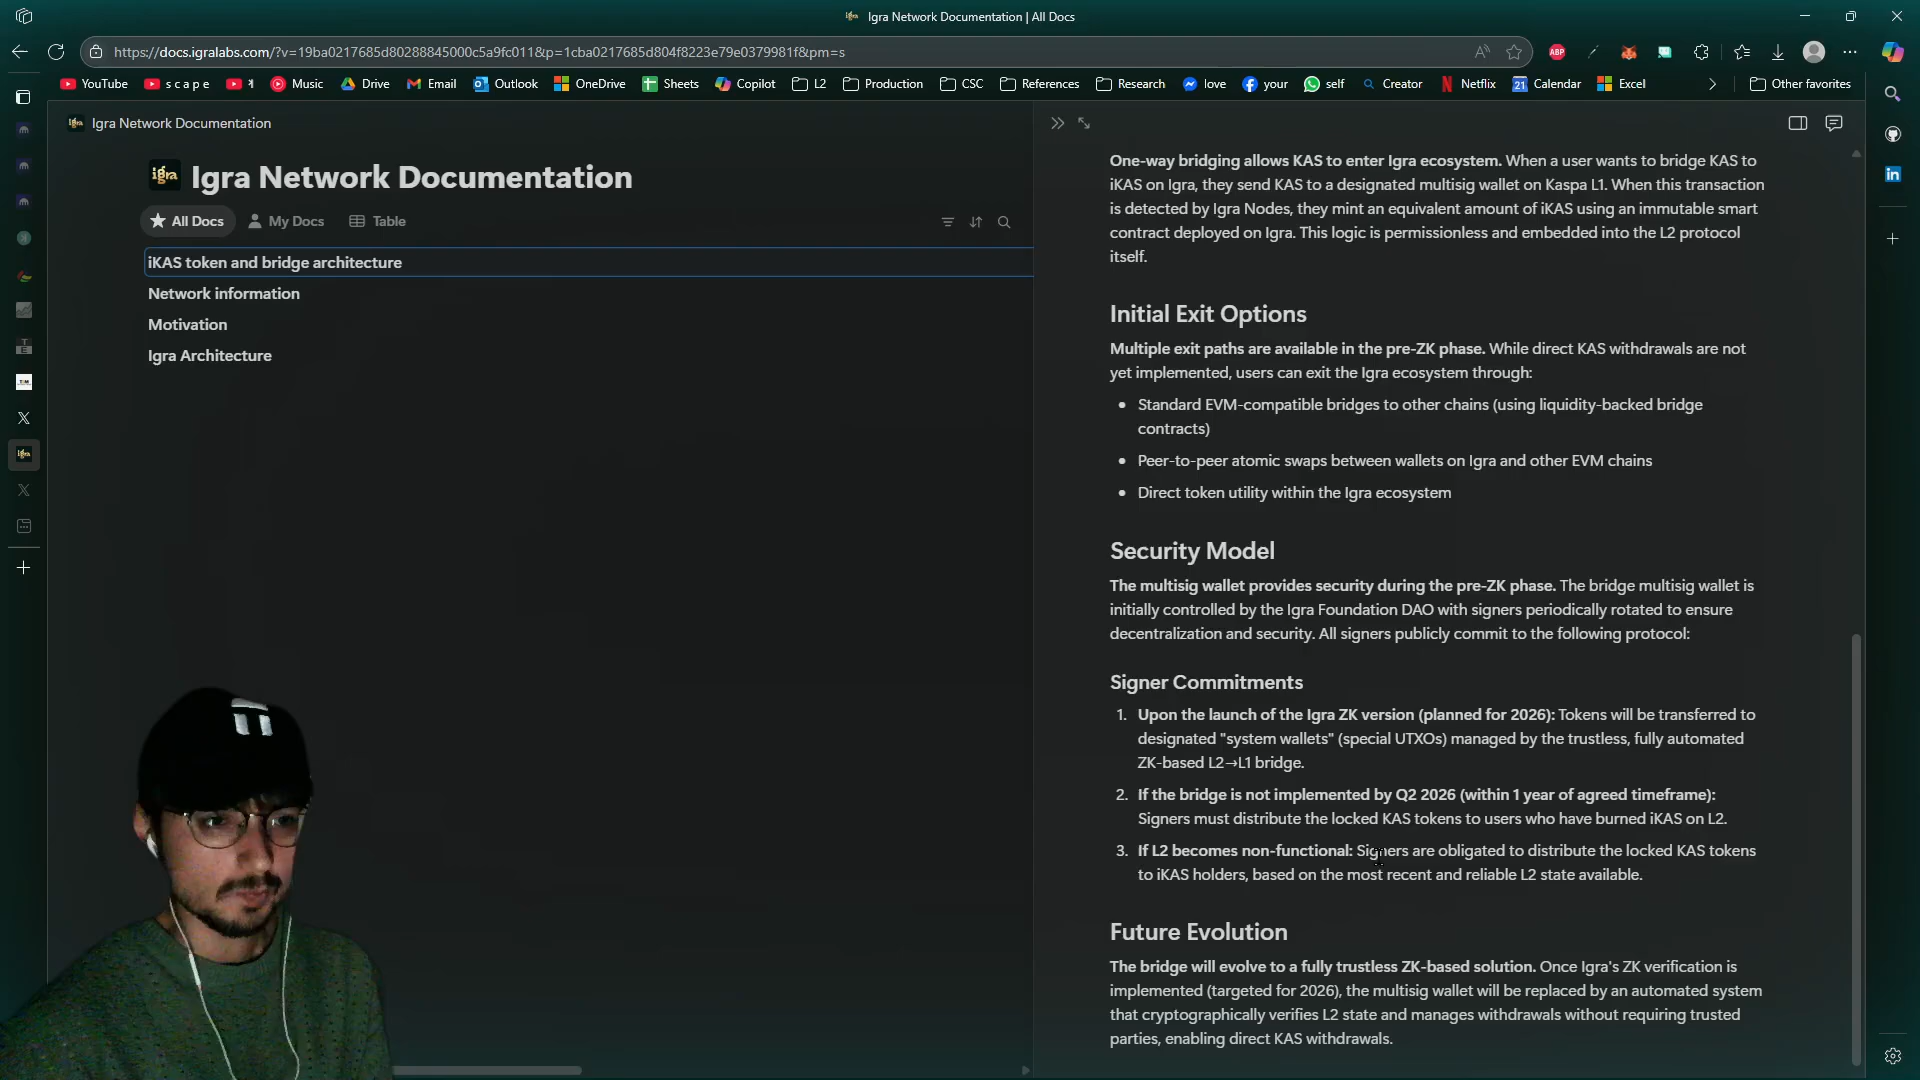 Igra Network Documentation | All Docs
https://docs.igralabs.com/?v=19ba0217685d80288845000c5a9fc011&p=1cba0217685d804f8223e79e0379981f&pm=s
YouTube
s c a p e
Music
Drive
Email
Outlook
OneDrive
Sheets
Copilot
L2
Production
CSC
References
Research
love
your
self
Creator
Netflix
Calendar
Excel
Other favorites
Igra Network Documentation
Igra Network Documentation
All Docs
My Docs
Table
iKAS token and bridge architecture
Network information
Motivation
Igra Architecture
One-way bridging allows KAS to enter Igra ecosystem. When a user wants to bridge KAS to
iKAS on Igra, they send KAS to a designated multisig wallet on Kaspa L1. When this transaction
is detected by Igra Nodes, they mint an equivalent amount of iKAS using an immutable smart
contract deployed on Igra. This logic is permissionless and embedded into the L2 protocol
itself.
Initial Exit Options
Multiple exit paths are available in the pre-ZK phase. While direct KAS withdrawals are not
yet implemented, users can exit the Igra ecosystem through:
• Standard EVM-compatible bridges to other chains (using liquidity-backed bridge
contracts)
• Peer-to-peer atomic swaps between wallets on Igra and other EVM chains
• Direct token utility within the Igra ecosystem
Security Model
The multisig wallet provides security during the pre-ZK phase. The bridge multisig wallet is
initially controlled by the Igra Foundation DAO with signers periodically rotated to ensure
decentralization and security. All signers publicly commit to the following protocol:
Signer Commitments
1. Upon the launch of the Igra ZK version (planned for 2026): Tokens will be transferred to
designated "system wallets" (special UTXOs) managed by the trustless, fully automated
ZK-based L2→L1 bridge.
2. If the bridge is not implemented by Q2 2026 (within 1 year of agreed timeframe):
Signers must distribute the locked KAS tokens to users who have burned iKAS on L2.
3. If L2 becomes non-functional: Signers are obligated to distribute the locked KAS tokens
to iKAS holders, based on the most recent and reliable L2 state available.
Future Evolution
The bridge will evolve to a fully trustless ZK-based solution. Once Igra's ZK verification is
implemented (targeted for 2026), the multisig wallet will be replaced by an automated system
that cryptographically verifies L2 state and manages withdrawals without requiring trusted
parties, enabling direct KAS withdrawals.